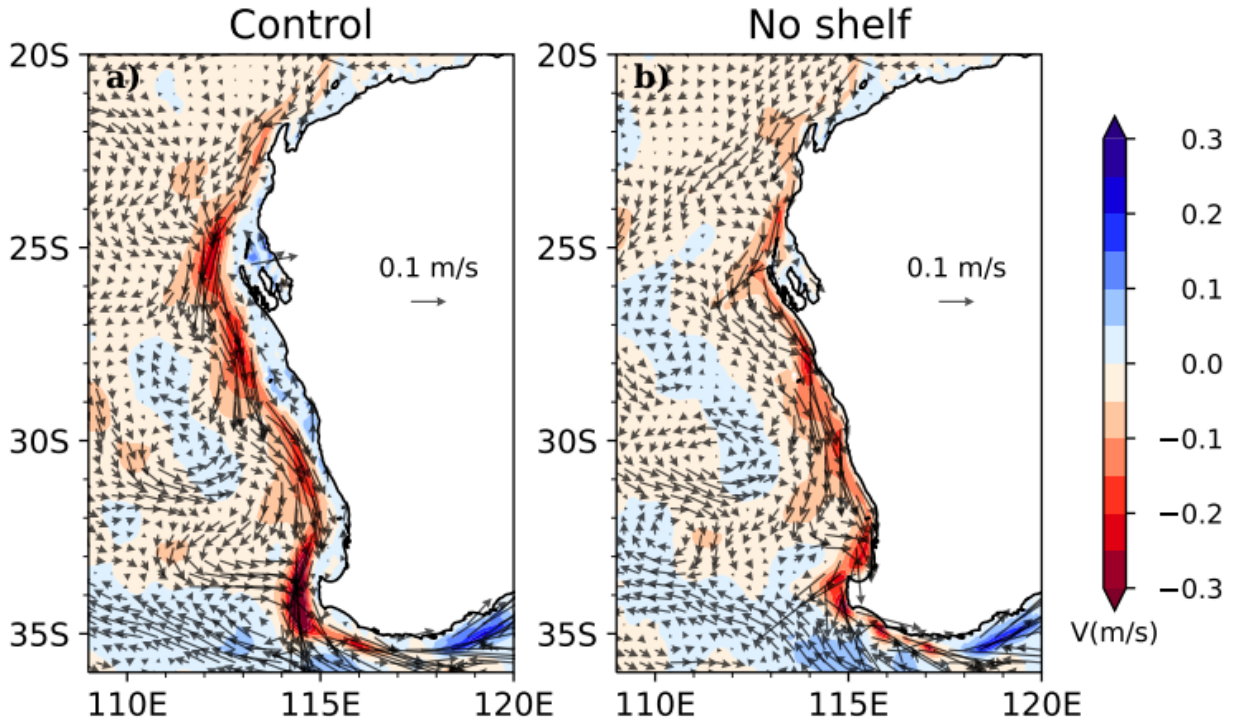 Control
No shelf
20S
a)
20S
b)
0.3
0.2
25S
0.1 m/s
25S
0.1 m/s
0.1
0.0
30S
30S
−0.1
−0.2
−0.3
35S
35S
V(m/s)
110E
115E
120E
110E
115E
120E